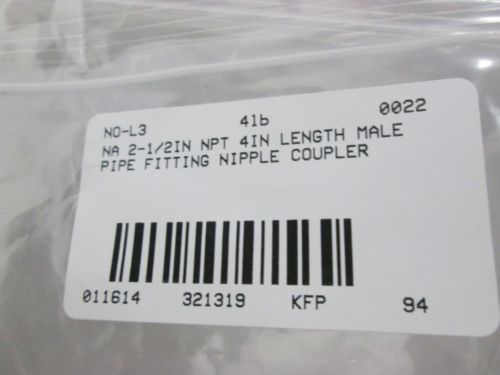 NO-L3 41b 0022
NA 2-1/2IN NPT 4IN LENGTH MALE
PIPE FITTING NIPPLE COUPLER
011614 321319 KFP 94